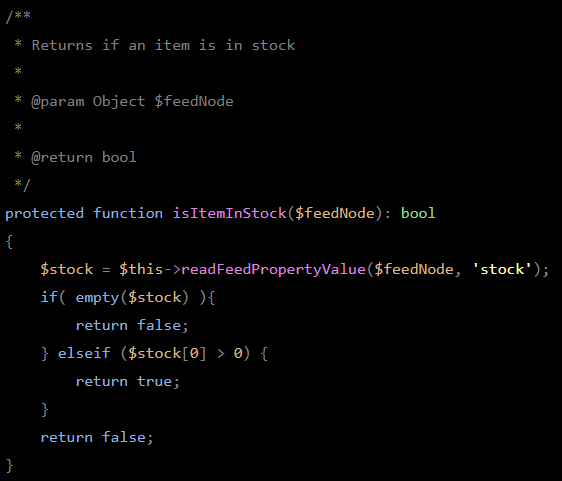 /**
 * Returns if an item is in stock
 *
 * @param Object $feedNode
 *
 * @return bool
 */
protected function isItemInStock($feedNode): bool
{
    $stock = $this->readFeedPropertyValue($feedNode, 'stock');
    if( empty($stock) ){
        return false;
    } elseif ($stock[0] > 0) {
        return true;
    }
    return false;
}